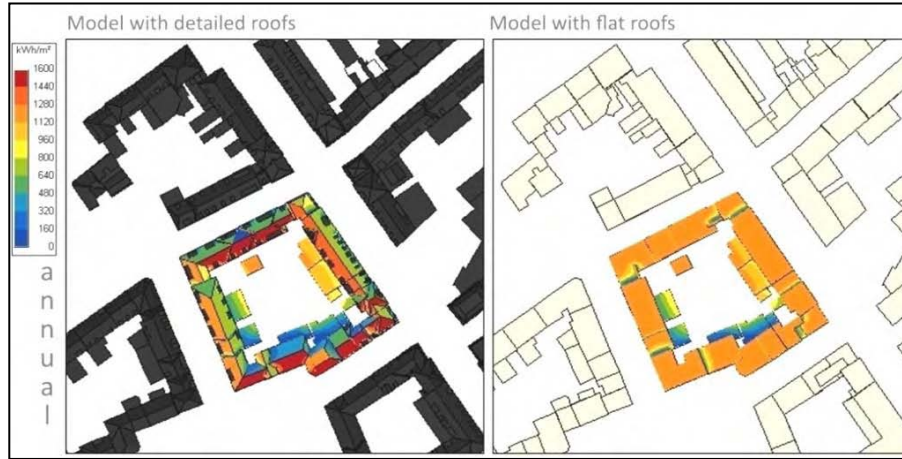 Model with detailed roofs
Model with flat roofs
kWh/m²
1600
1440
1280
1120
960
800
640
480
320
160
0
annual